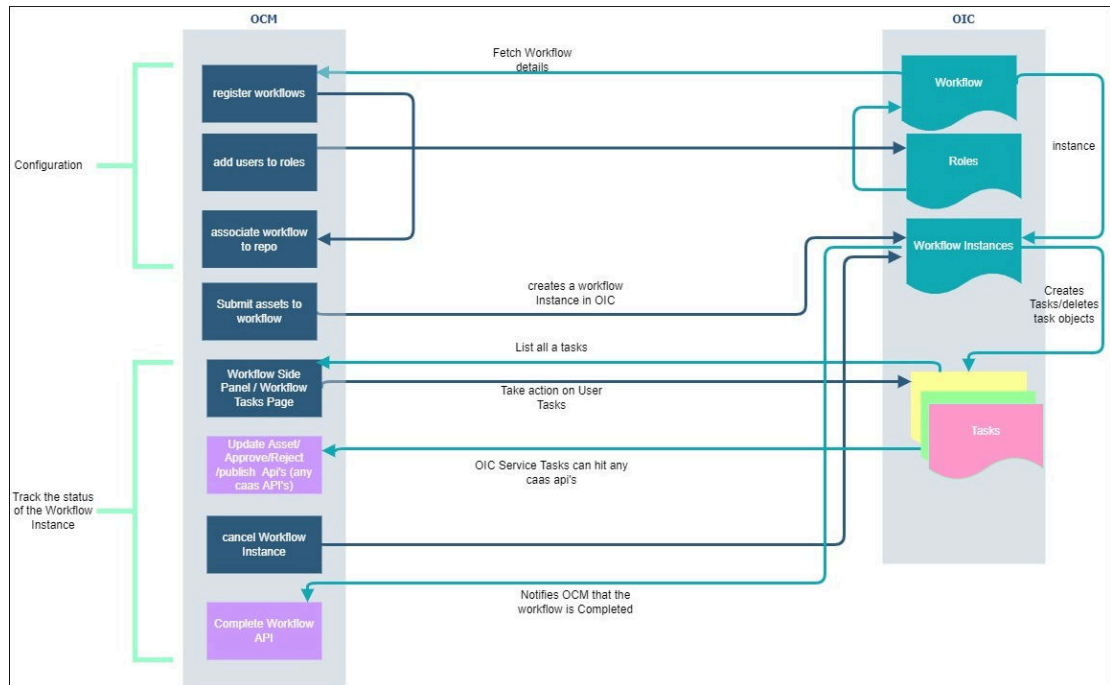 OCM
OIC
Fetch Workflow
details
register workflows
Workflow
add users to roles
Roles
Configuration
instance
associate workflow
to repo
Workflow Instances
Submit assets to
workflow
creates a workflow
Instance in OIC
Creates
Tasks/deletes
task objects
List all a tasks
Workflow Side
Panel / Workflow
Tasks Page
Take action on User
Tasks
Tasks
Update Asset/
Approve/Reject
/publish Api's (any
caas API's)
OIC Service Tasks can hit any
caas api's
Track the status
of the Workflow
Instance
cancel Workflow
Instance
Notifies OCM that the
workflow is Completed
Complete Workflow
API